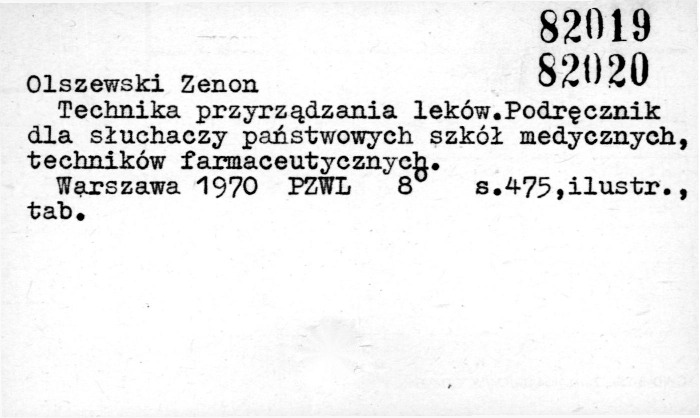 82019
82020
Olszewski Zenon
Technika przyrządzania leków.Podręcznik
dla słuchaczy państwowych szkół medycznych,
techników farmaceutycznych.
Warszawa 1970 PZWL 8° s.475,ilustr.,
tab.